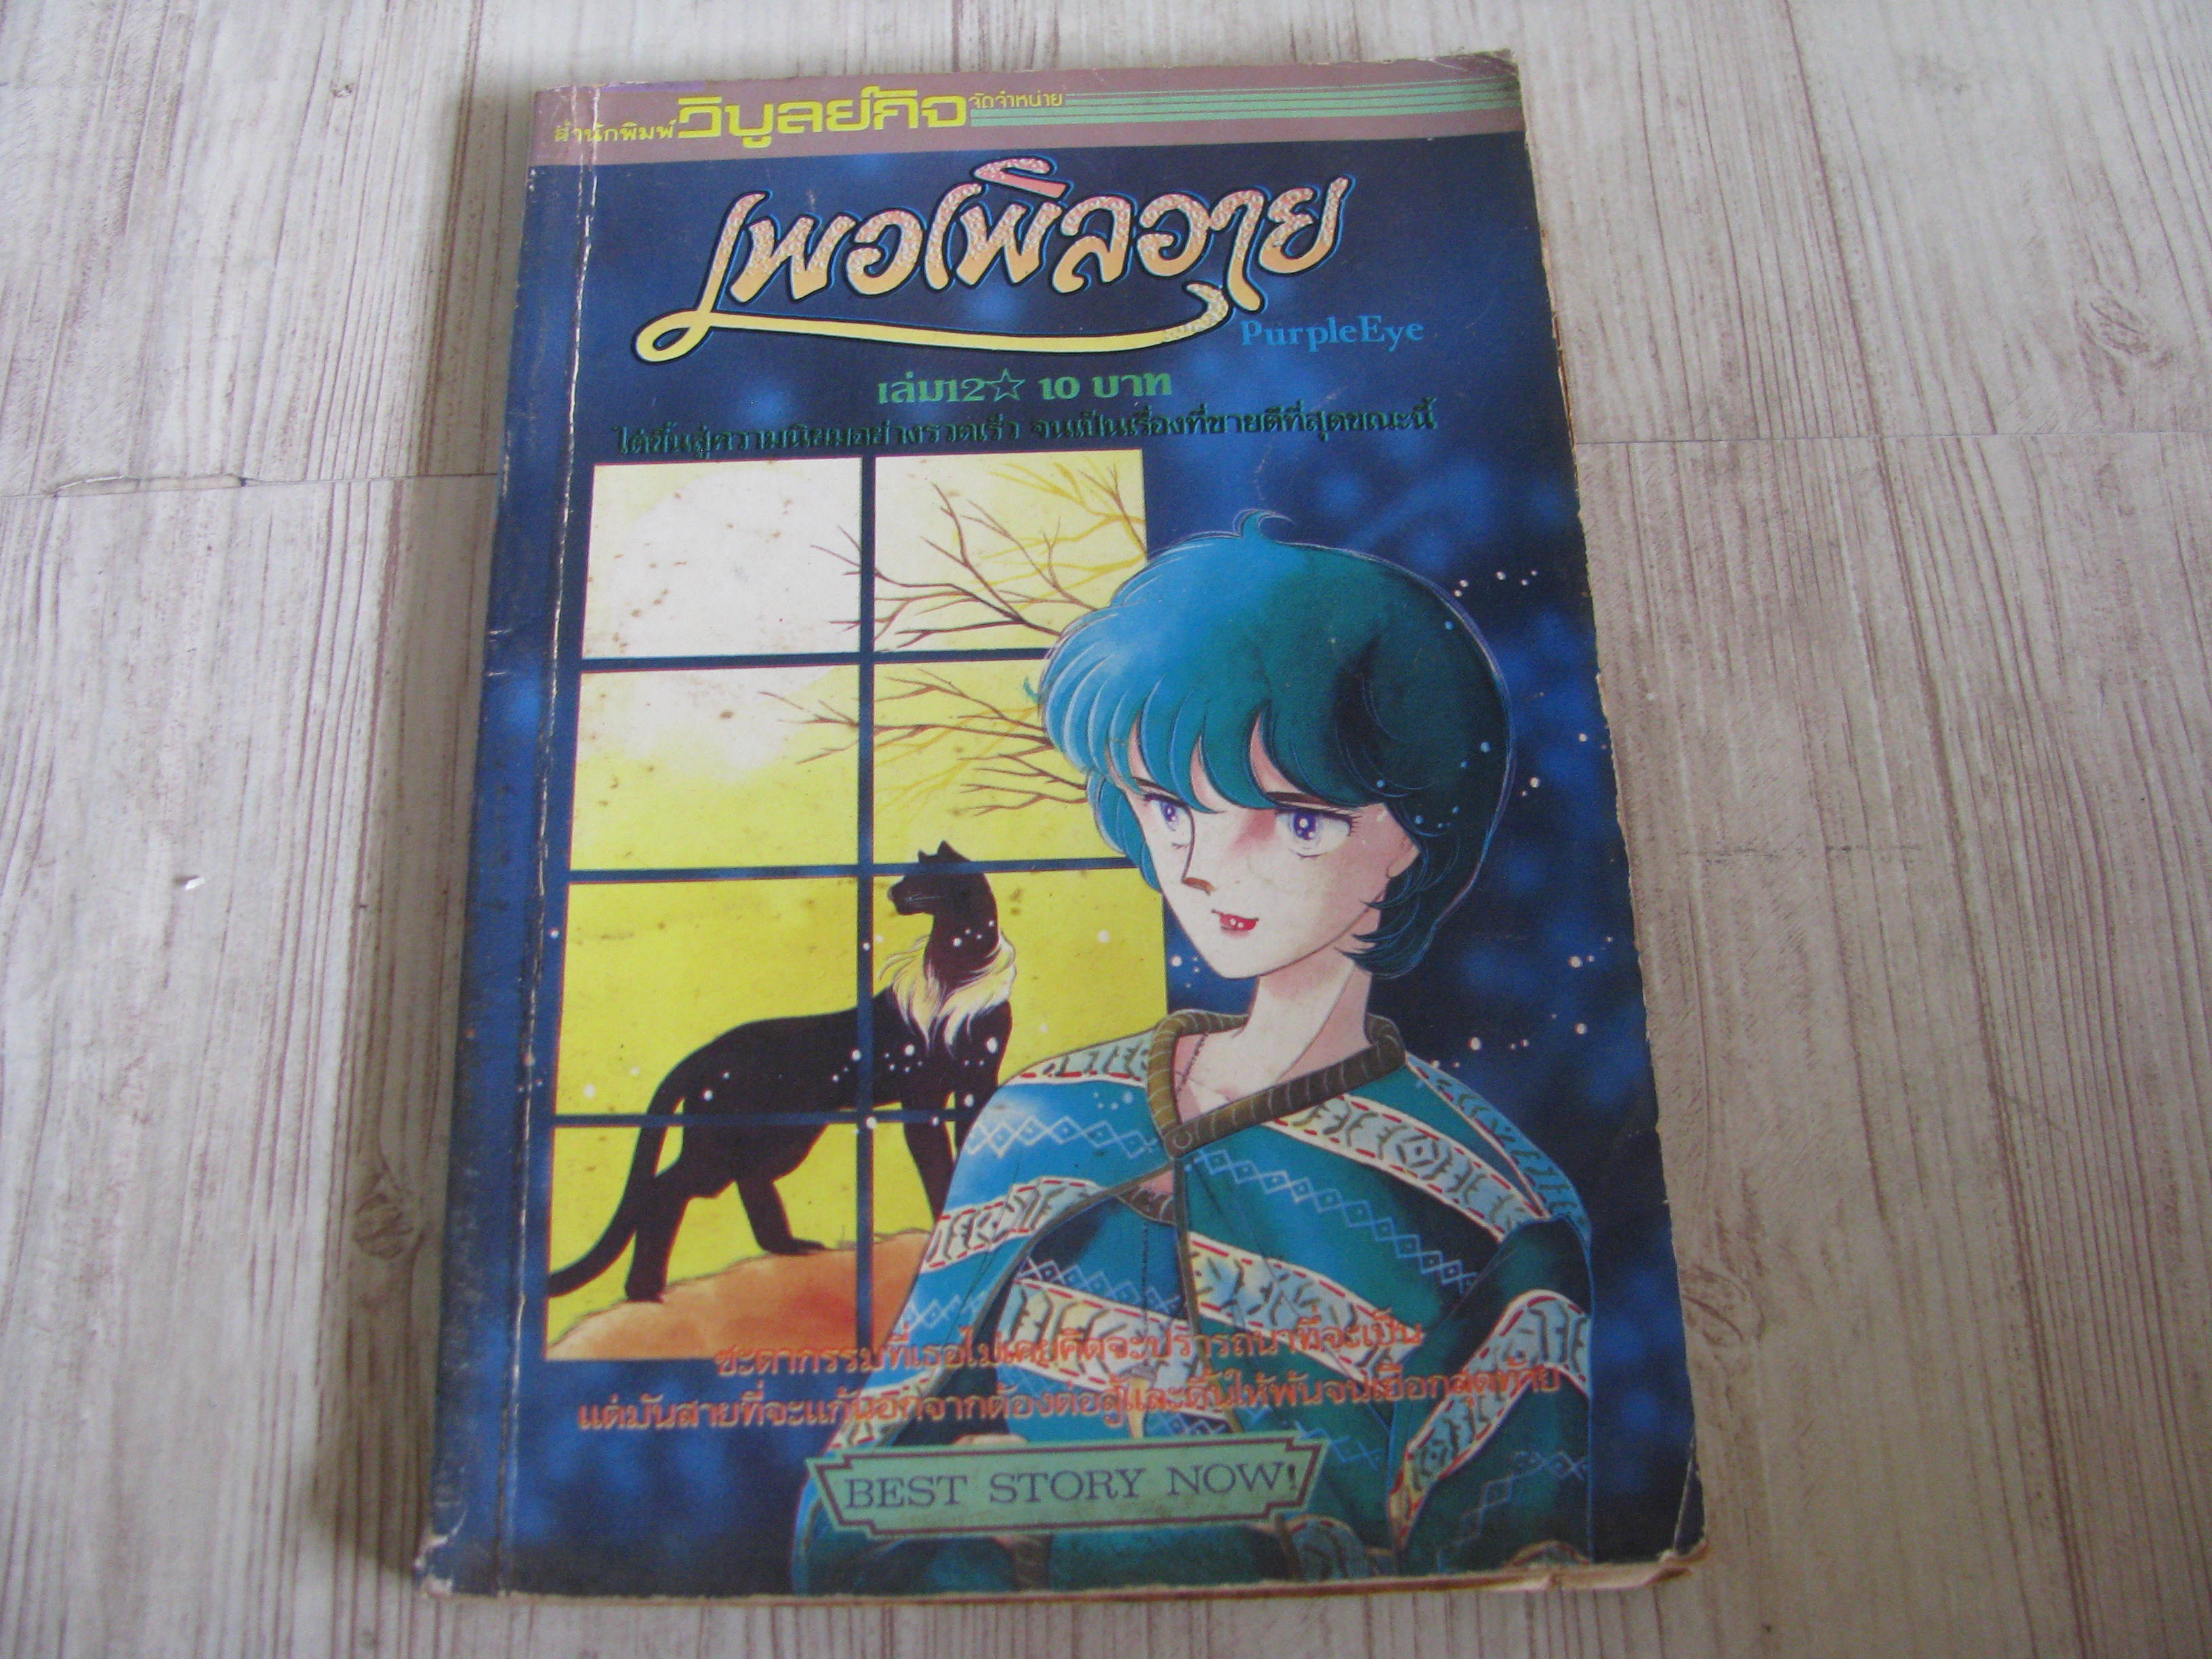 สำนักพิมพ์ วิบูลย์กิจ จัดจำหน่าย
เพอเพิลอาย
PurpleEye
เล่ม12☆ 10 บาท
ไต่ขึ้นสู่ความนิยมอย่างรวดเร็ว จนเป็นเรื่องที่ขายดีที่สุดขณะนี้
ชะตากรรมที่เธอไม่เคยคิดจะปรารถนาที่จะเป็น
แต่มันสายที่จะแก้นอกจากต้องต่อสู้และดิ้นให้พ้นจนเฮือกสุดท้าย
BEST STORY NOW!